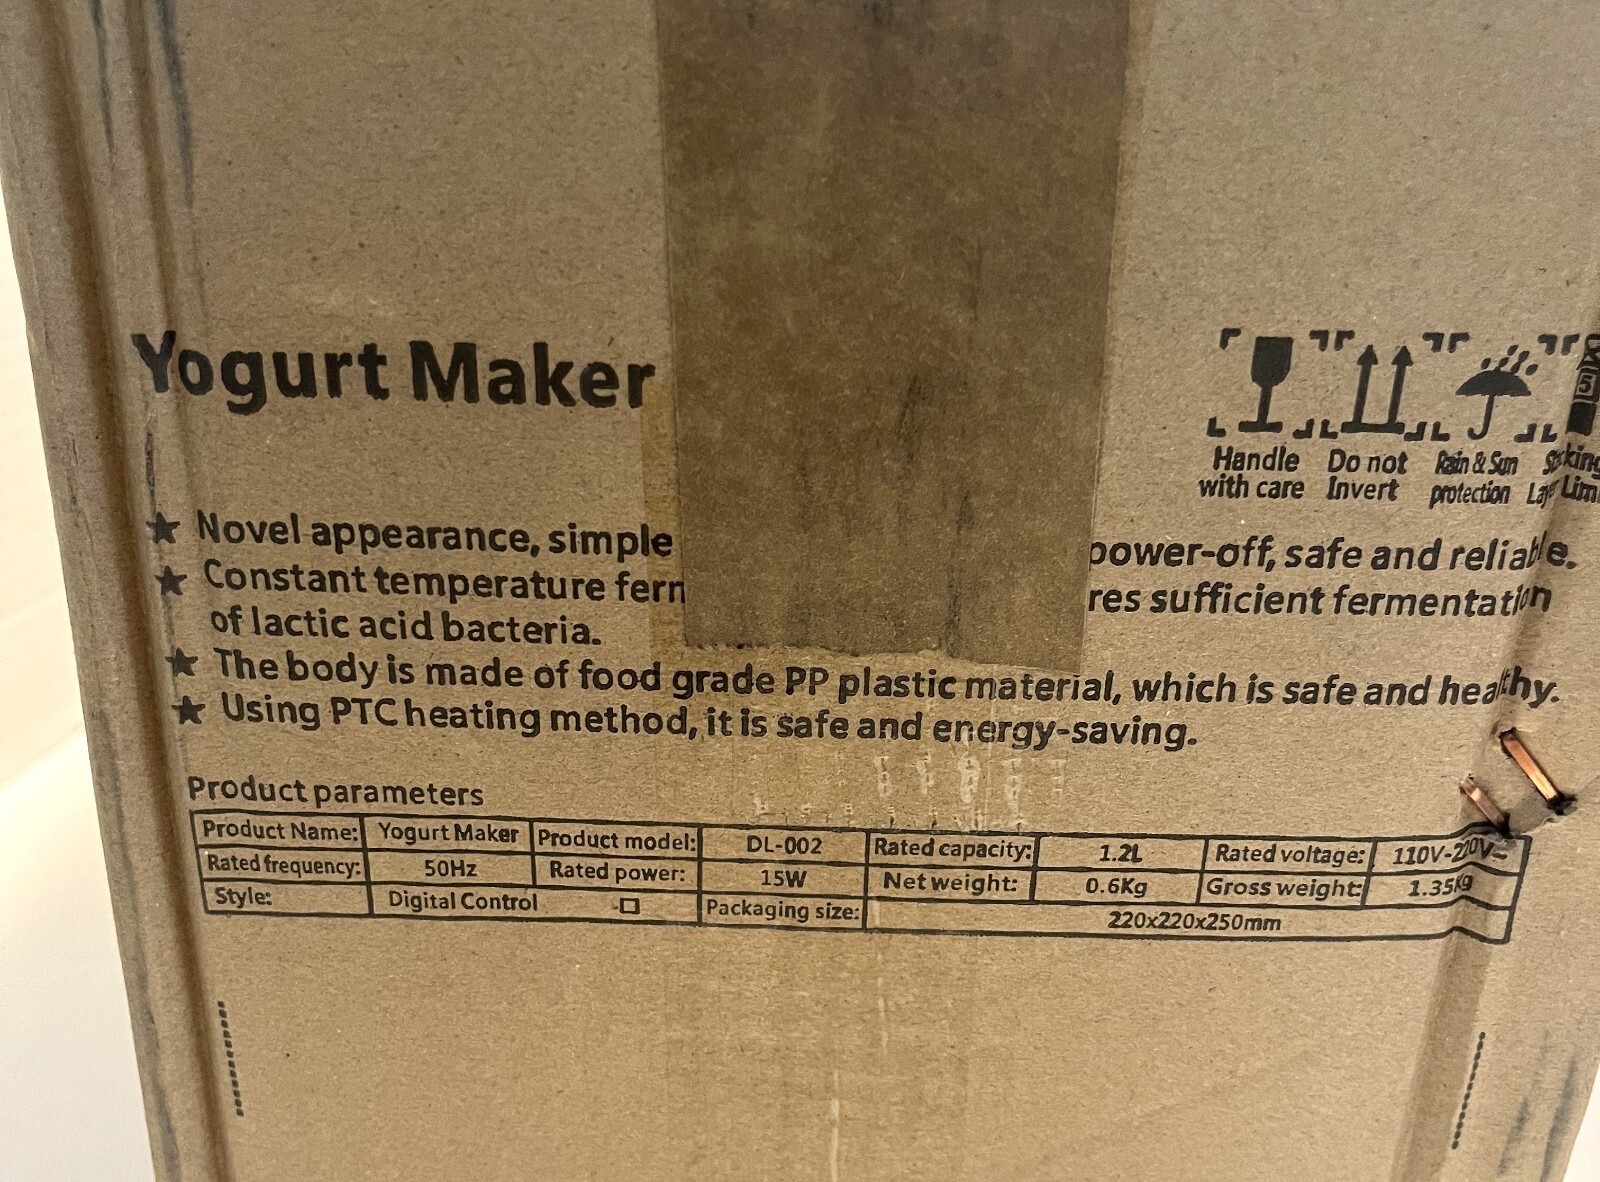 Yogurt Maker
Handle with care
Do not Invert
Rain & Sun protection
Stacking Layer
★ Novel appearance, simple power-off, safe and reliable.
★ Constant temperature sufficient fermentation
of lactic acid bacteria.
★ The body is made of food grade PP plastic material, which is safe and healthy.
★ Using PTC heating method, it is safe and energy-saving.
Product parameters
Product Name: Yogurt Maker Product model: DL-002 Rated capacity: 1.2L Rated voltage: 110V-220V~
Rated frequency: 50Hz Rated power: 15W Net weight: 0.6Kg Gross weight: 1.35Kg
Style: Digital Control □ Packaging size: 220x220x250mm